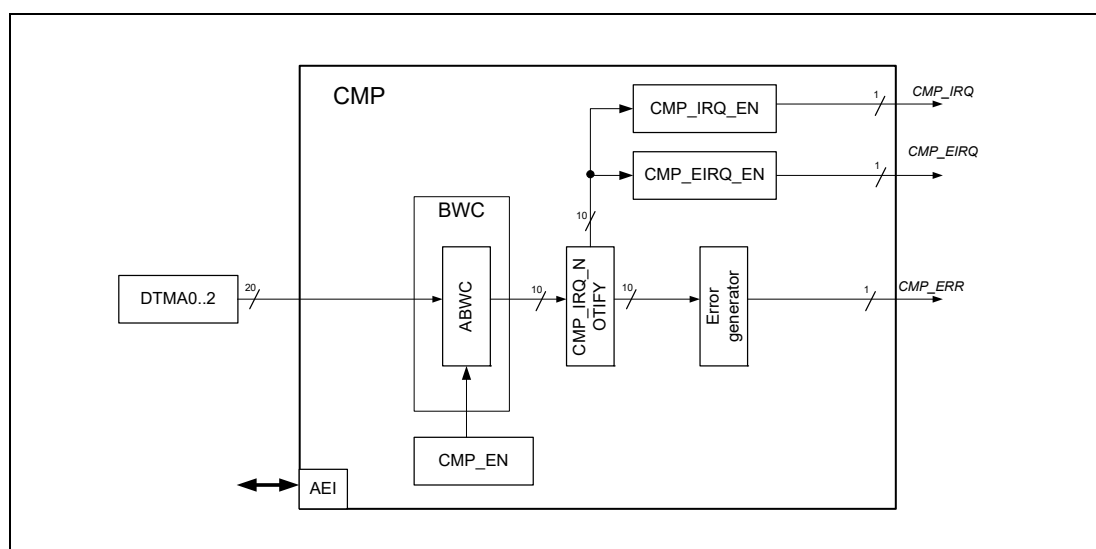 CMP
CMP_IRQ_EN
1
CMP_IRQ
CMP_EIRQ_EN
1
CMP_EIRQ
BWC
10
DTMA0..2
20
ABWC
10
CMP_IRQ_N
OTIFY
10
Error
generator
1
CMP_ERR
CMP_EN
AEI